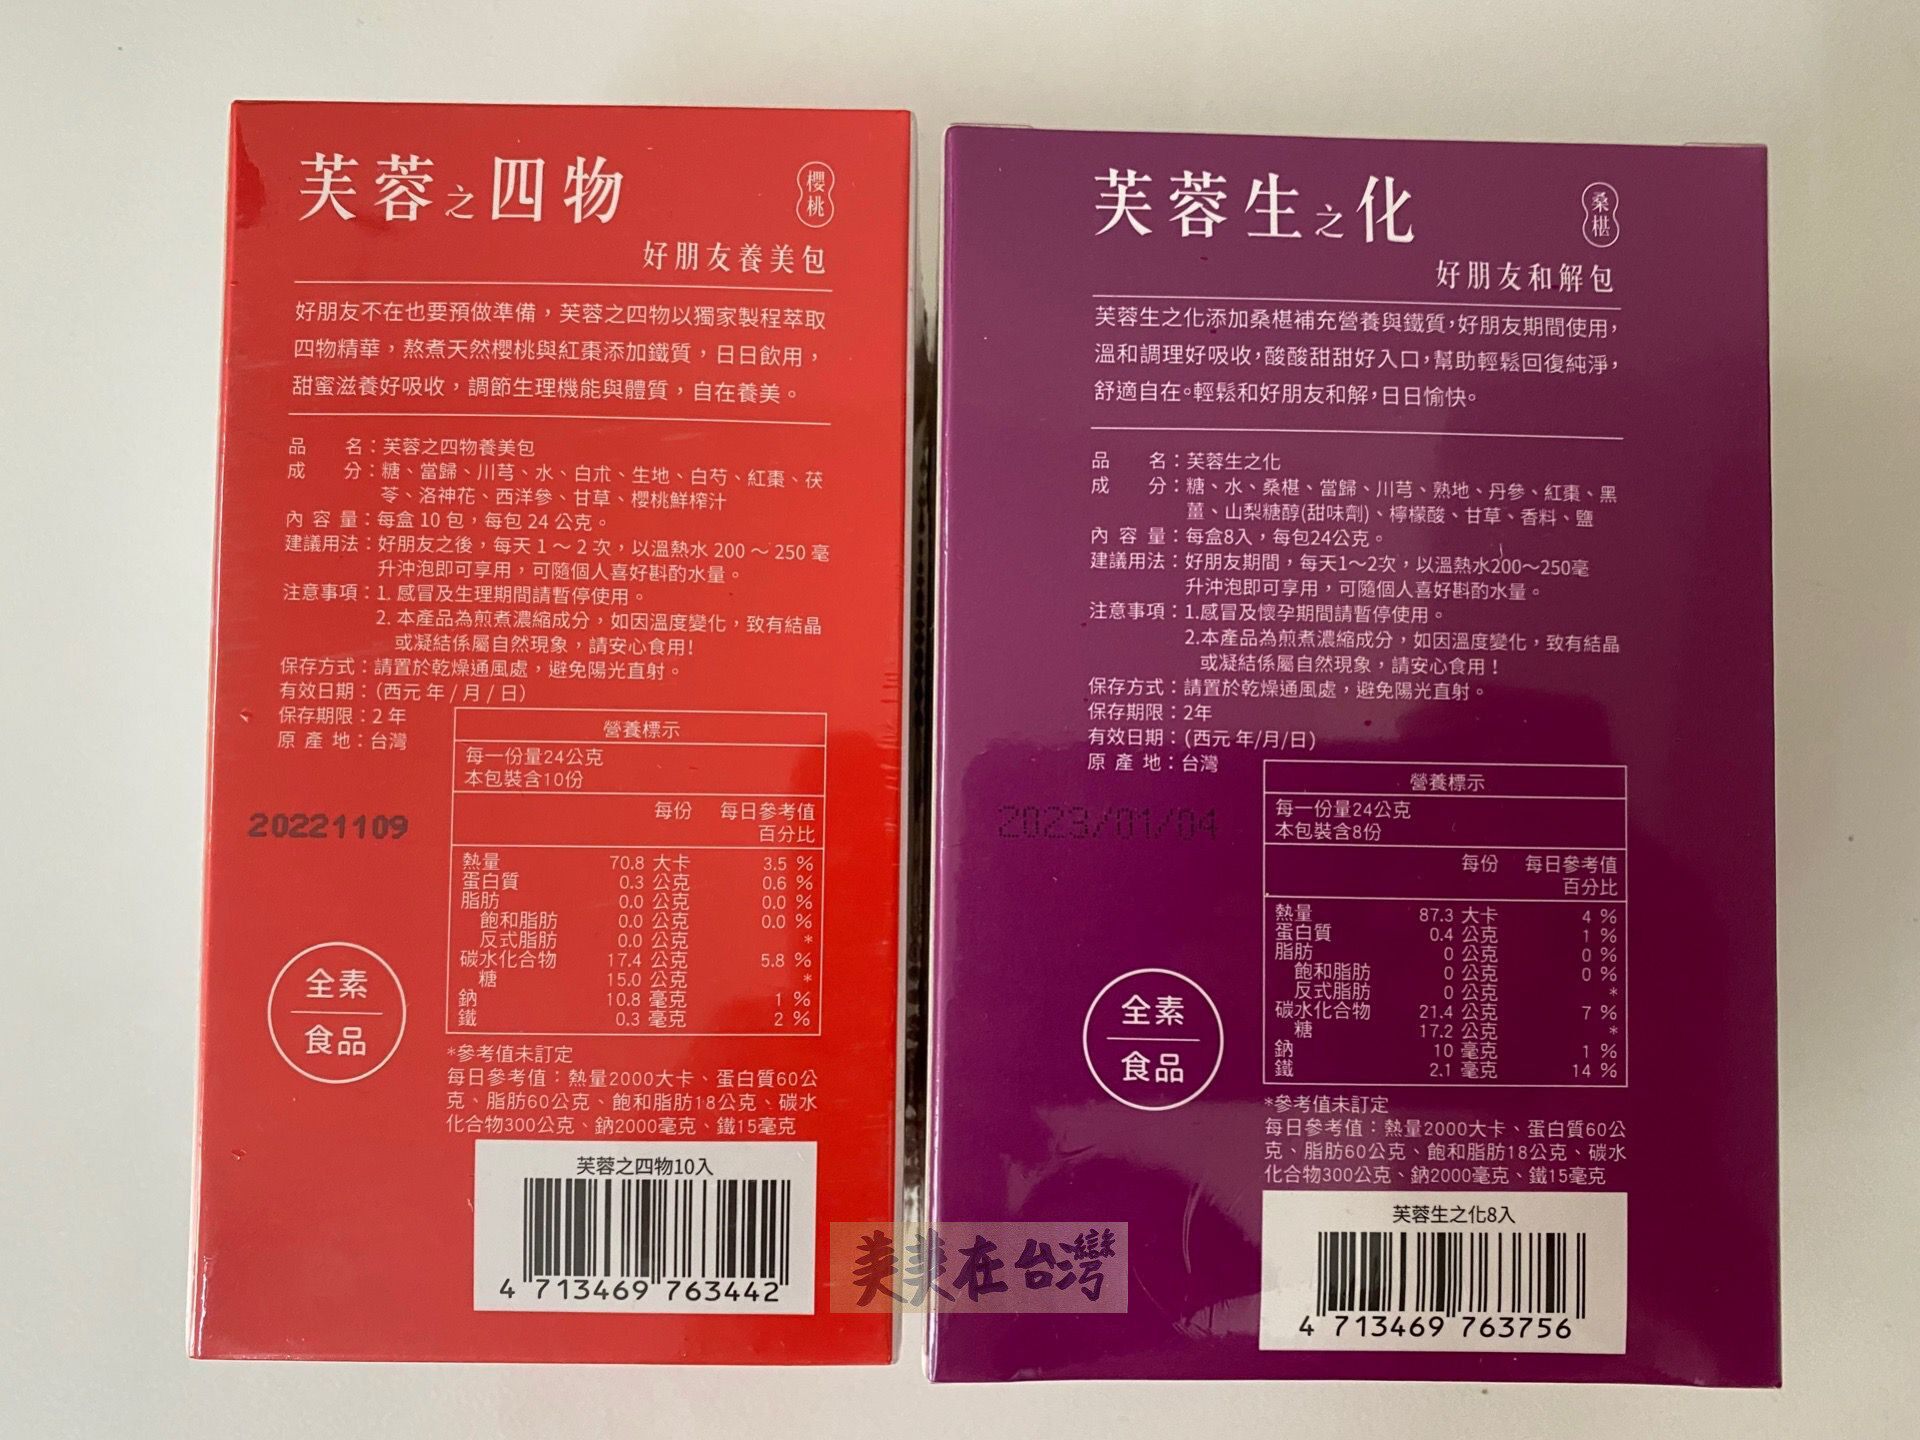 芙蓉之四物
櫻桃
好朋友養美包
好朋友不在也要預做準備，芙蓉之四物以獨家製程萃取
四物精華，熬煮天然櫻桃與紅棗添加鐵質，日日飲用，
甜蜜滋養好吸收，調節生理機能與體質，自在養美。
品　　名：芙蓉之四物養美包
成　　分：糖、當歸、川芎、水、白朮、生地、白芍、紅棗、茯
苓、洛神花、西洋參、甘草、櫻桃鮮榨汁
內 容 量：每盒 10 包，每包 24 公克。
建議用法：好朋友之後，每天 1 ～ 2 次，以溫熱水 200 ～ 250 毫
升沖泡即可享用，可隨個人喜好斟酌水量。
注意事項：1. 感冒及生理期間請暫停使用。
2. 本產品為煎煮濃縮成分，如因溫度變化，致有結晶
或凝結係屬自然現象，請安心食用!
保存方式：請置於乾燥通風處，避免陽光直射。
有效日期：（西元 年 / 月 / 日）
保存期限：2 年
原 產 地：台灣
20221109
營養標示
每一份量24公克
本包裝含10份
每份 每日參考值
百分比
熱量 70.8 大卡 3.5 %
蛋白質 0.3 公克 0.6 %
脂肪 0.0 公克 0.0 %
飽和脂肪 0.0 公克 0.0 %
反式脂肪 0.0 公克 *
碳水化合物 17.4 公克 5.8 %
糖 15.0 公克 *
鈉 10.8 毫克 1 %
鐵 0.3 毫克 2 %
*參考值未訂定
每日參考值：熱量2000大卡、蛋白質60公
克、脂肪60公克、飽和脂肪18公克、碳水
化合物300公克、鈉2000毫克、鐵15毫克
全素
食品
芙蓉之四物10入
4 713469 763442
芙蓉生之化
桑椹
好朋友和解包
芙蓉生之化添加桑椹補充營養與鐵質，好朋友期間使用，
溫和調理好吸收，酸酸甜甜好入口，幫助輕鬆回復純淨，
舒適自在。輕鬆和好朋友和解，日日愉快。
品　　名：芙蓉生之化
成　　分：糖、水、桑椹、當歸、川芎、熟地、丹參、紅棗、黑
薑、山梨糖醇(甜味劑)、檸檬酸、甘草、香料、鹽
內 容 量：每盒8入，每包24公克。
建議用法：好朋友期間，每天1～2次，以溫熱水200～250毫
升沖泡即可享用，可隨個人喜好斟酌水量。
注意事項：1.感冒及懷孕期間請暫停使用。
2.本產品為煎煮濃縮成分，如因溫度變化，致有結晶
或凝結係屬自然現象，請安心食用！
保存方式：請置於乾燥通風處，避免陽光直射。
保存期限：2年
有效日期：(西元 年/月/日)
原 產 地：台灣
2023/01/04
營養標示
每一份量24公克
本包裝含8份
每份 每日參考值
百分比
熱量 87.3 大卡 4 %
蛋白質 0.4 公克 1 %
脂肪 0 公克 0 %
飽和脂肪 0 公克 0 %
反式脂肪 0 公克 *
碳水化合物 21.4 公克 7 %
糖 17.2 公克 *
鈉 10 毫克 1 %
鐵 2.1 毫克 14 %
*參考值未訂定
每日參考值：熱量2000大卡、蛋白質60公
克、脂肪60公克、飽和脂肪18公克、碳水
化合物300公克、鈉2000毫克、鐵15毫克
全素
食品
芙蓉生之化8入
4 713469 763756
美美在台灣